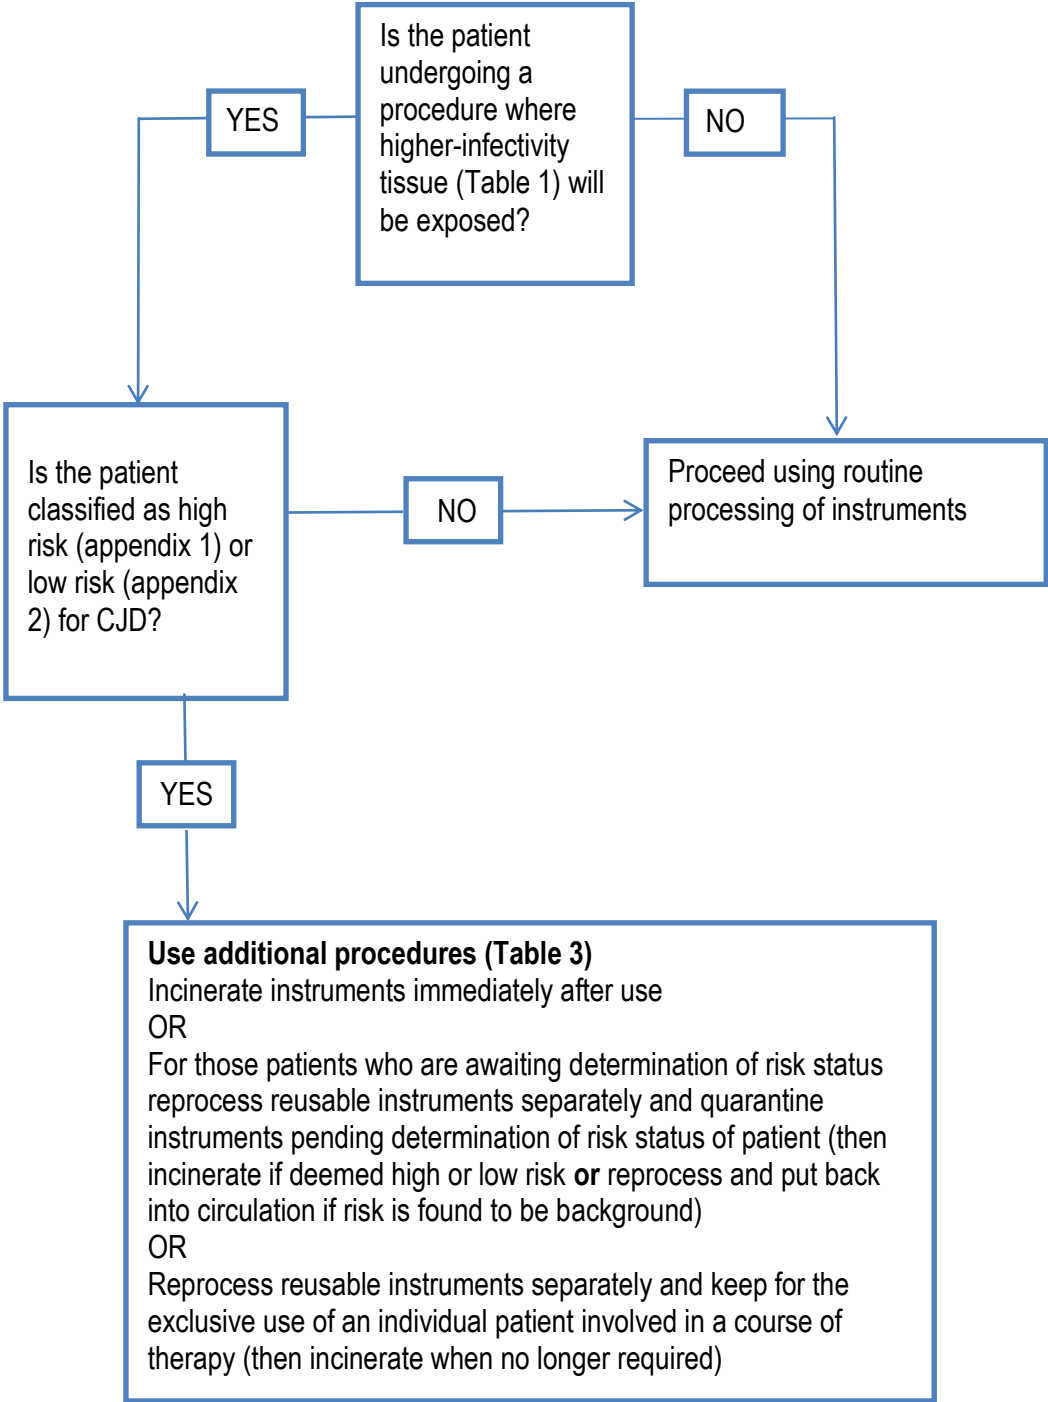 Is the patient
undergoing a
procedure where
higher-infectivity
tissue (Table 1) will
be exposed?
YES
NO
Is the patient
classified as high
risk (appendix 1) or
low risk (appendix
2) for CJD?
NO
Proceed using routine
processing of instruments
YES
Use additional procedures (Table 3)
Incinerate instruments immediately after use
OR
For those patients who are awaiting determination of risk status
reprocess reusable instruments separately and quarantine
instruments pending determination of risk status of patient (then
incinerate if deemed high or low risk or reprocess and put back
into circulation if risk is found to be background)
OR
Reprocess reusable instruments separately and keep for the
exclusive use of an individual patient involved in a course of
therapy (then incinerate when no longer required)